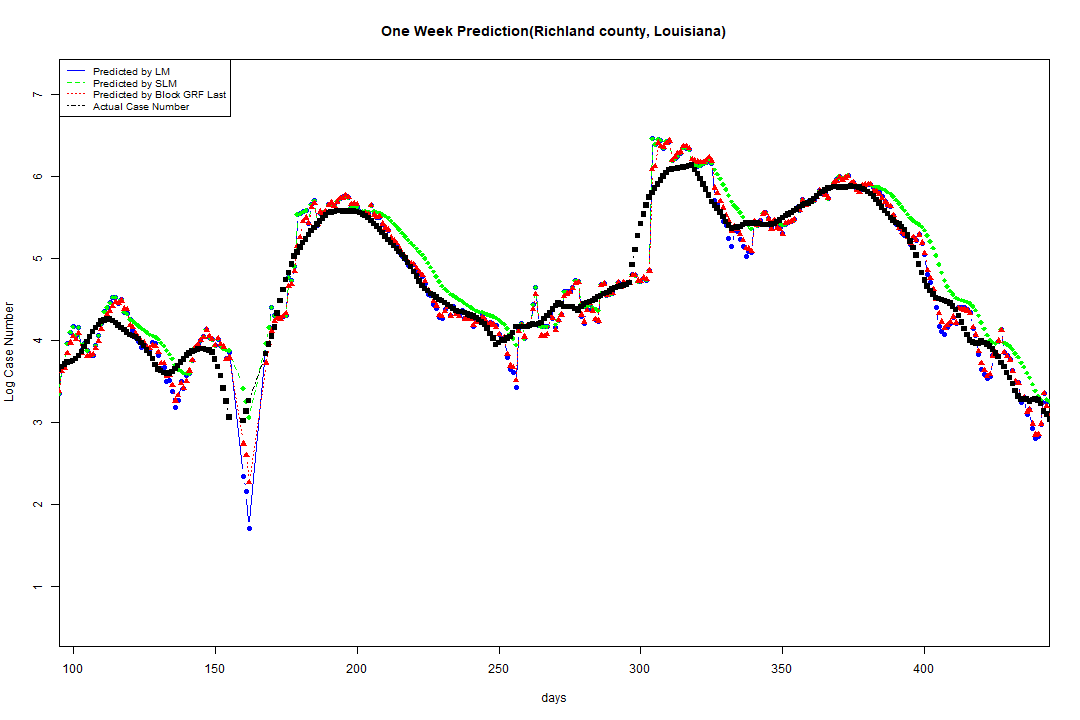 One Week Prediction(Richland county, Louisiana)
Predicted by LM
Predicted by SLM
Predicted by Block GRF Last
Actual Case Number
7
6
5
4
3
2
1
Log Case Number
100 150 200 250 300 350 400
days